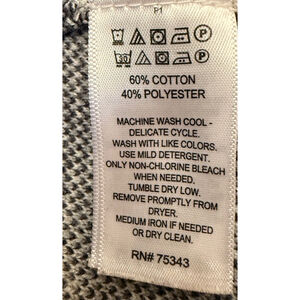 P1
60% COTTON
40% POLYESTER
MACHINE WASH COOL -
DELICATE CYCLE.
WASH WITH LIKE COLORS.
USE MILD DETERGENT.
ONLY NON-CHLORINE BLEACH
WHEN NEEDED.
TUMBLE DRY LOW.
REMOVE PROMPTLY FROM
DRYER.
MEDIUM IRON IF NEEDED
OR DRY CLEAN.
RN# 75343